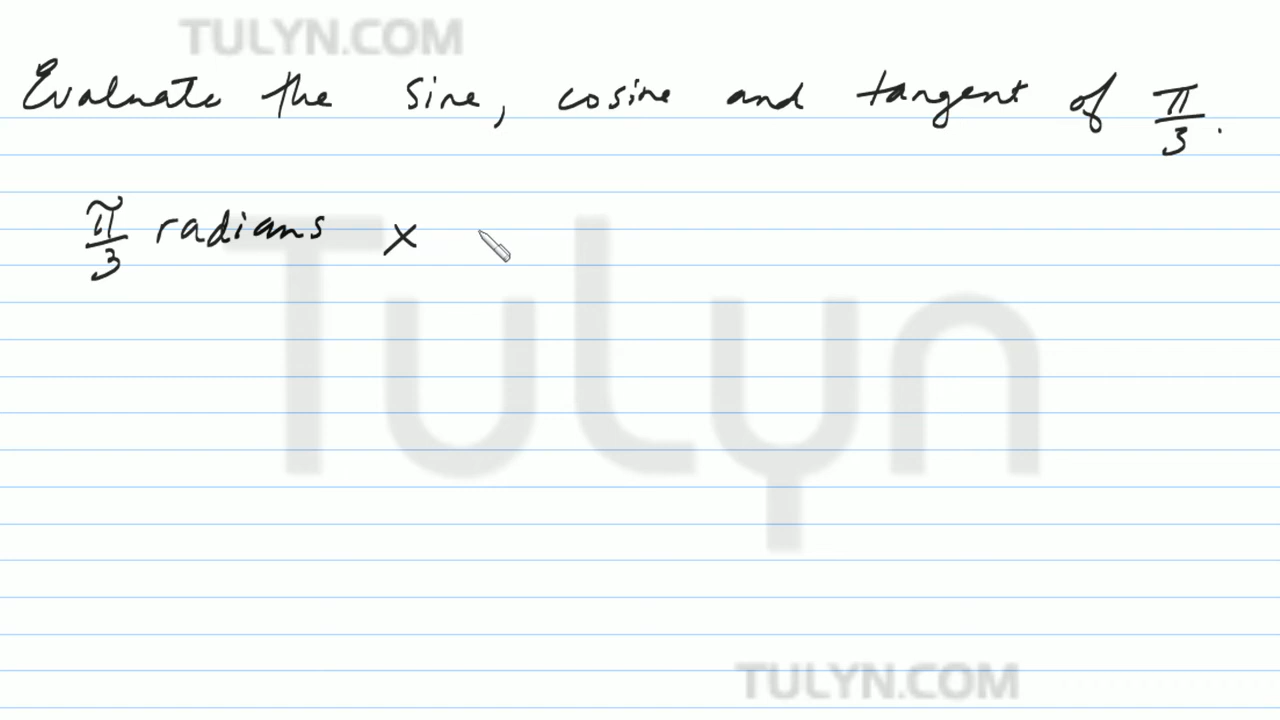 TULYN.COM
Evaluate the sine, cosine and tangent of π/3.
π/3 radians ×
Tulyn
TULYN.COM